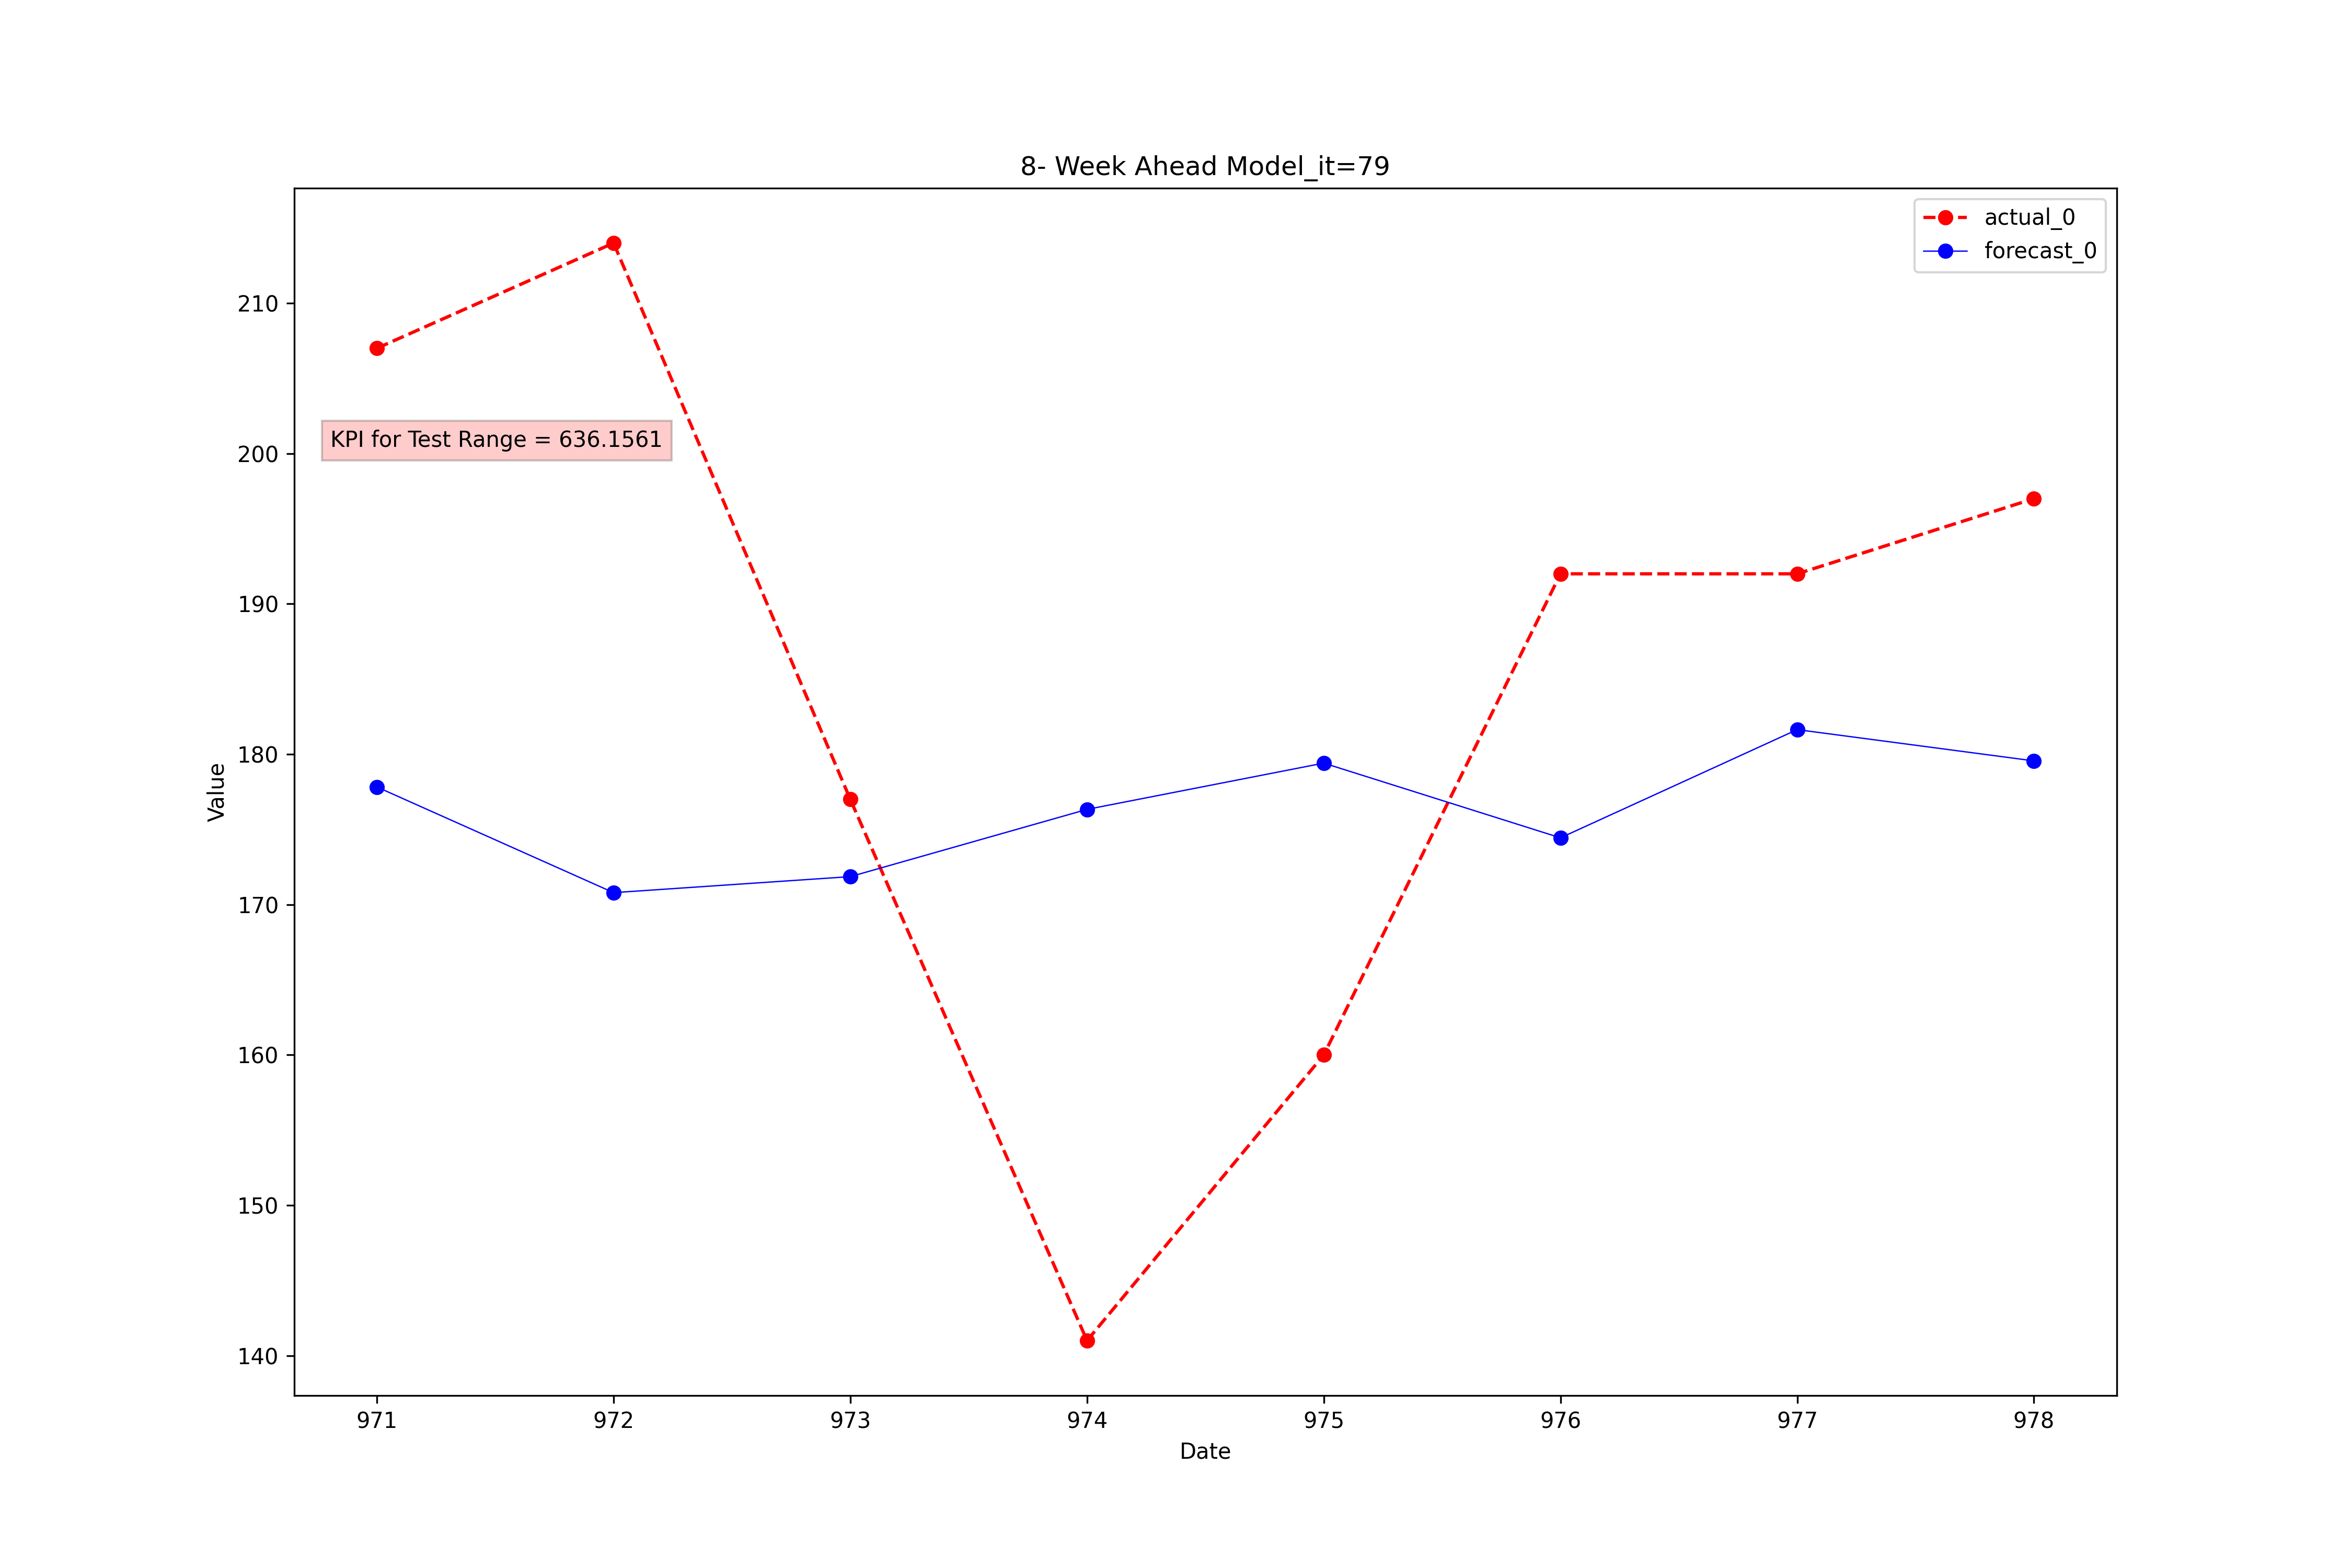 8- Week Ahead Model_it=79
actual_0
forecast_0
KPI for Test Range = 636.1561
210
200
190
180
170
160
150
140
Value
971 972 973 974 975 976 977 978
Date